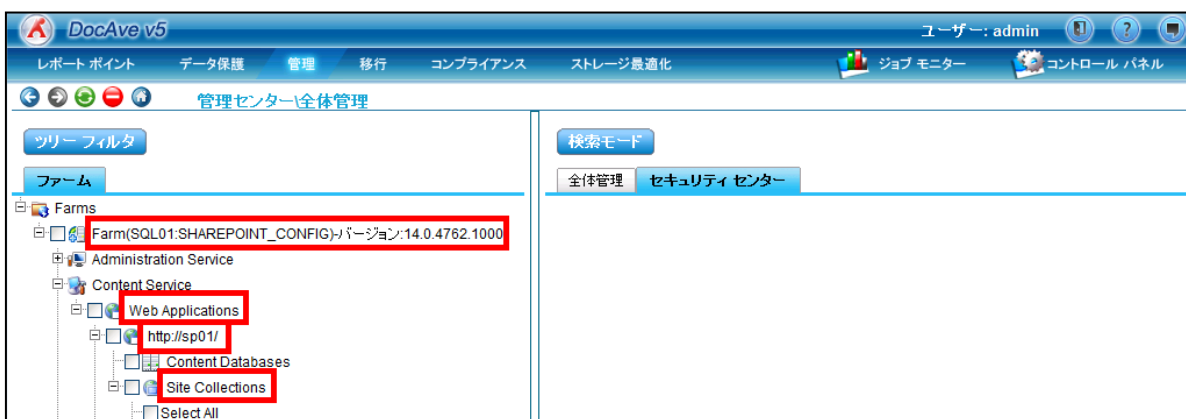 DocAve v5
ユーザー: admin
レポート ポイント データ保護 管理 移行 コンプライアンス ストレージ最適化 ジョブ モニター コントロール パネル
管理センター\全体管理
ツリー フィルタ
ファーム
Farms
Farm(SQL01:SHAREPOINT_CONFIG)-バージョン:14.0.4762.1000
Administration Service
Content Service
Web Applications
http://sp01/
Content Databases
Site Collections
Select All
検索モード
全体管理 セキュリティ センター